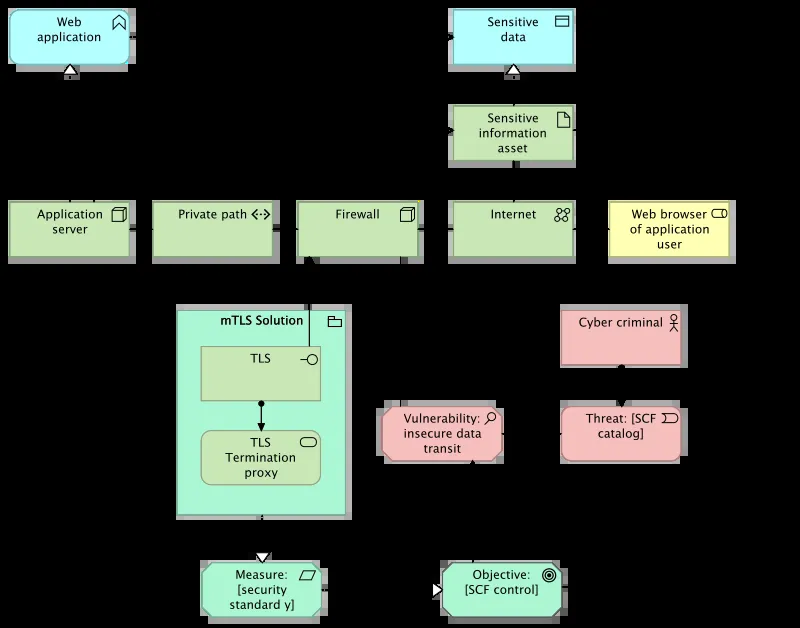 Web
application
Sensitive
data
Sensitive
information
asset
Application
server
Private path
Firewall
Internet
Web browser
of application
user
mTLS Solution
TLS
TLS
Termination
proxy
Cyber criminal
Vulnerability:
insecure data
transit
Threat: [SCF
catalog]
Measure:
[security
standard y]
Objective:
[SCF control]